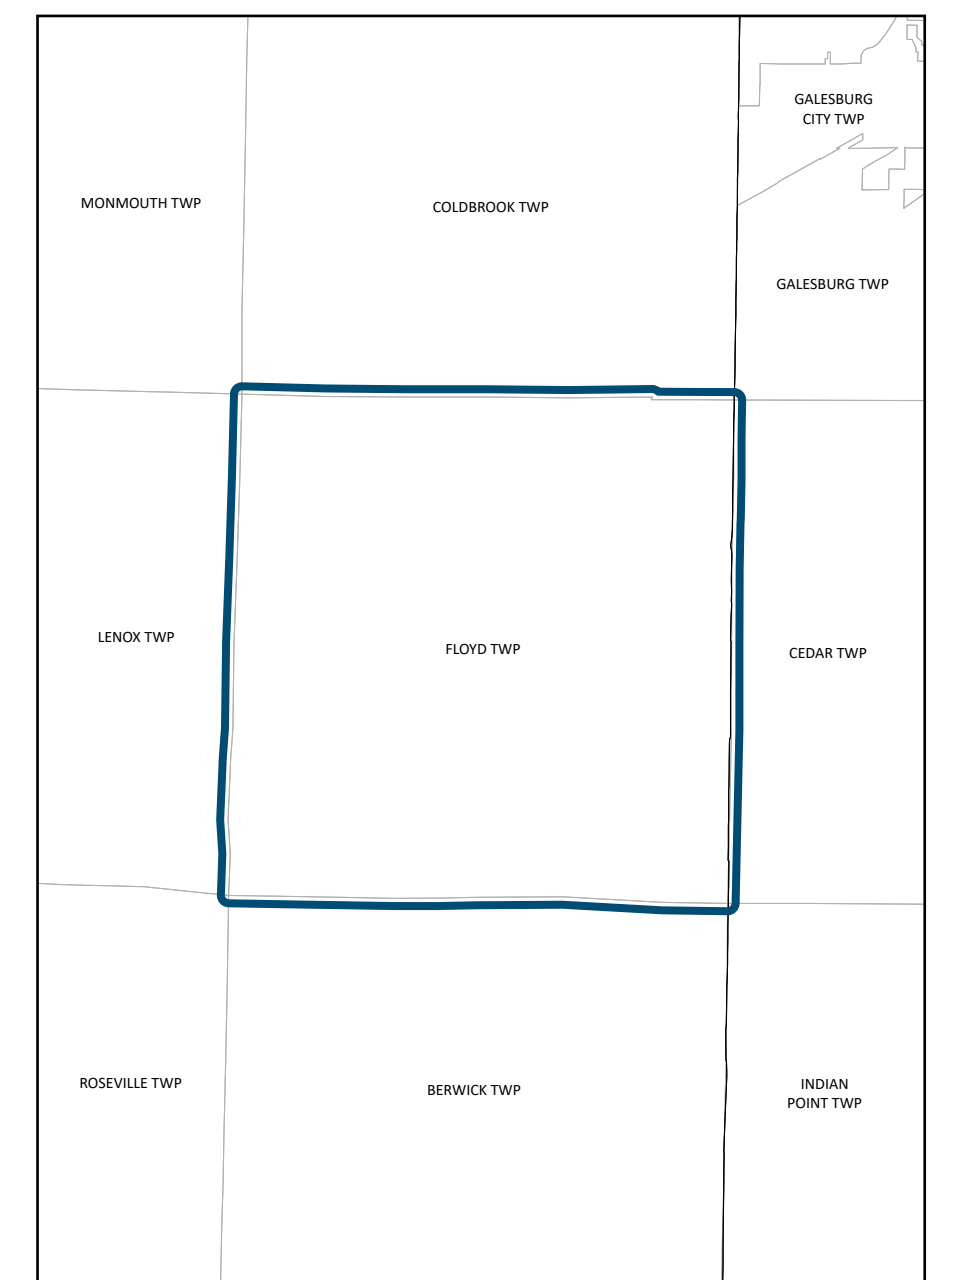 GALESBURG
CITY TWP
MONMOUTH TWP
COLDBROOK TWP
GALESBURG TWP
LENOX TWP
FLOYD TWP
CEDAR TWP
ROSEVILLE TWP
BERWICK TWP
INDIAN
POINT TWP